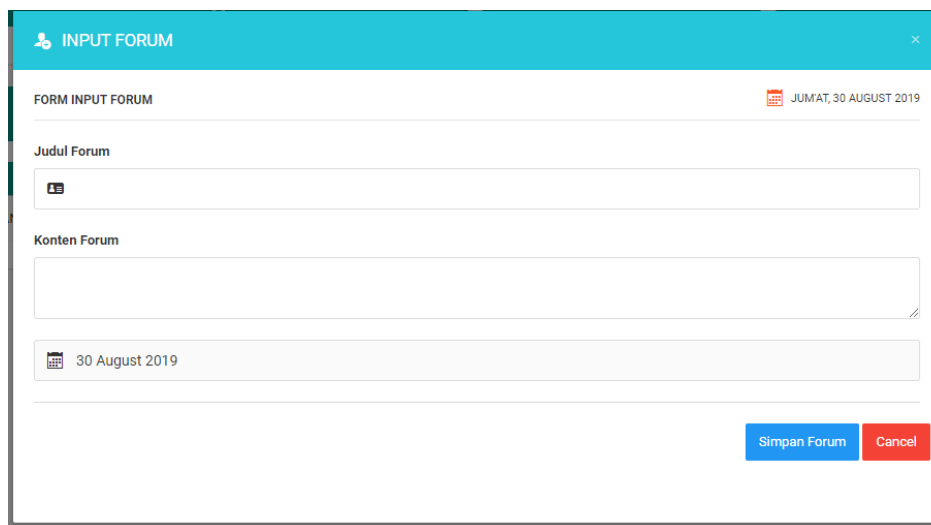 INPUT FORUM ×
FORM INPUT FORUM JUM'AT, 30 AUGUST 2019
Judul Forum
Konten Forum
30 August 2019
Simpan Forum Cancel